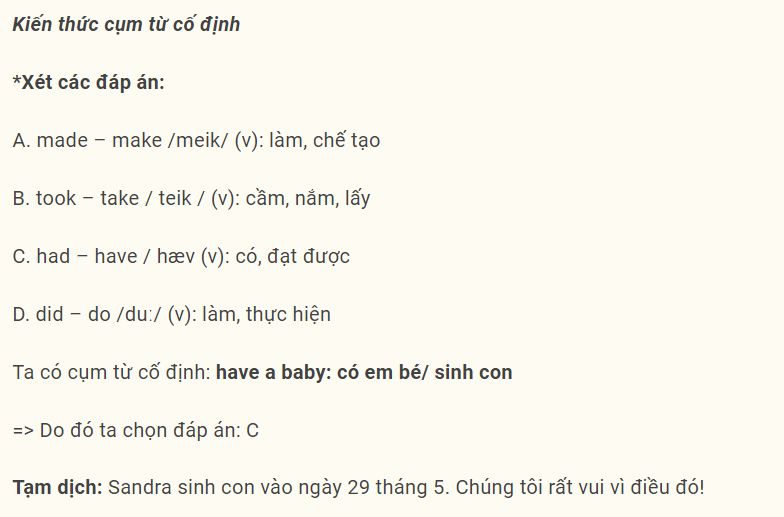 Kiến thức cụm từ cố định
*Xét các đáp án:
A. made – make /meik/ (v): làm, chế tạo
B. took – take / teik / (v): cầm, nắm, lấy
C. had – have / hæv (v): có, đạt được
D. did – do /duː/ (v): làm, thực hiện
Ta có cụm từ cố định: have a baby: có em bé/ sinh con
=> Do đó ta chọn đáp án: C
Tạm dịch: Sandra sinh con vào ngày 29 tháng 5. Chúng tôi rất vui vì điều đó!